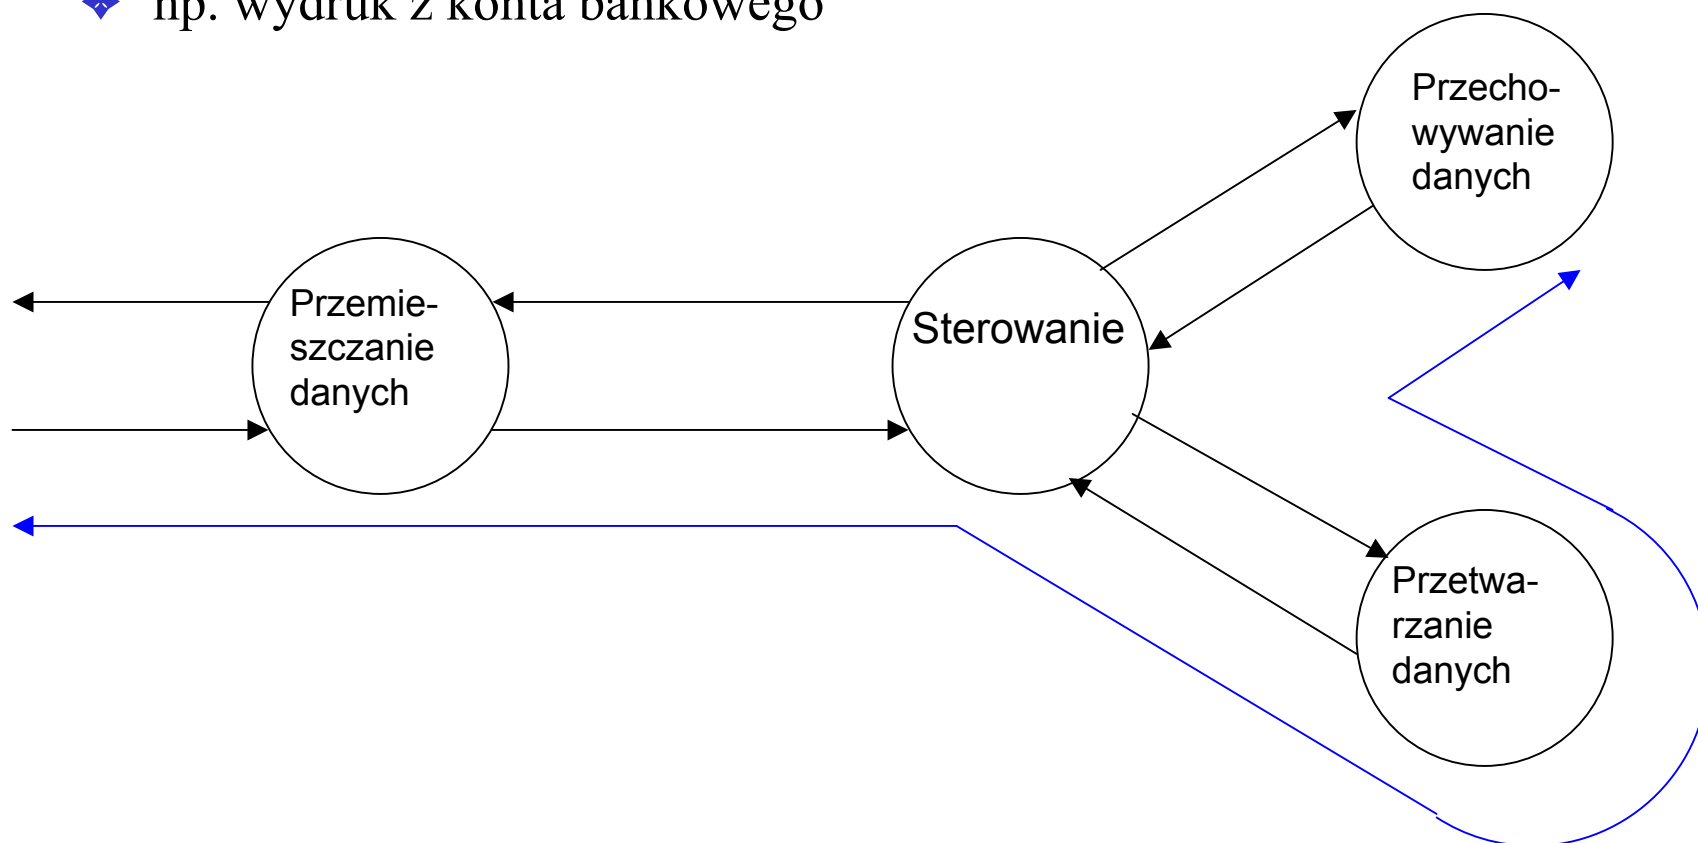 np. wydruk z konta bankowego
Przecho-
wywanie
danych
Przemie-
szczanie
danych
Sterowanie
Przetwa-
rzanie
danych